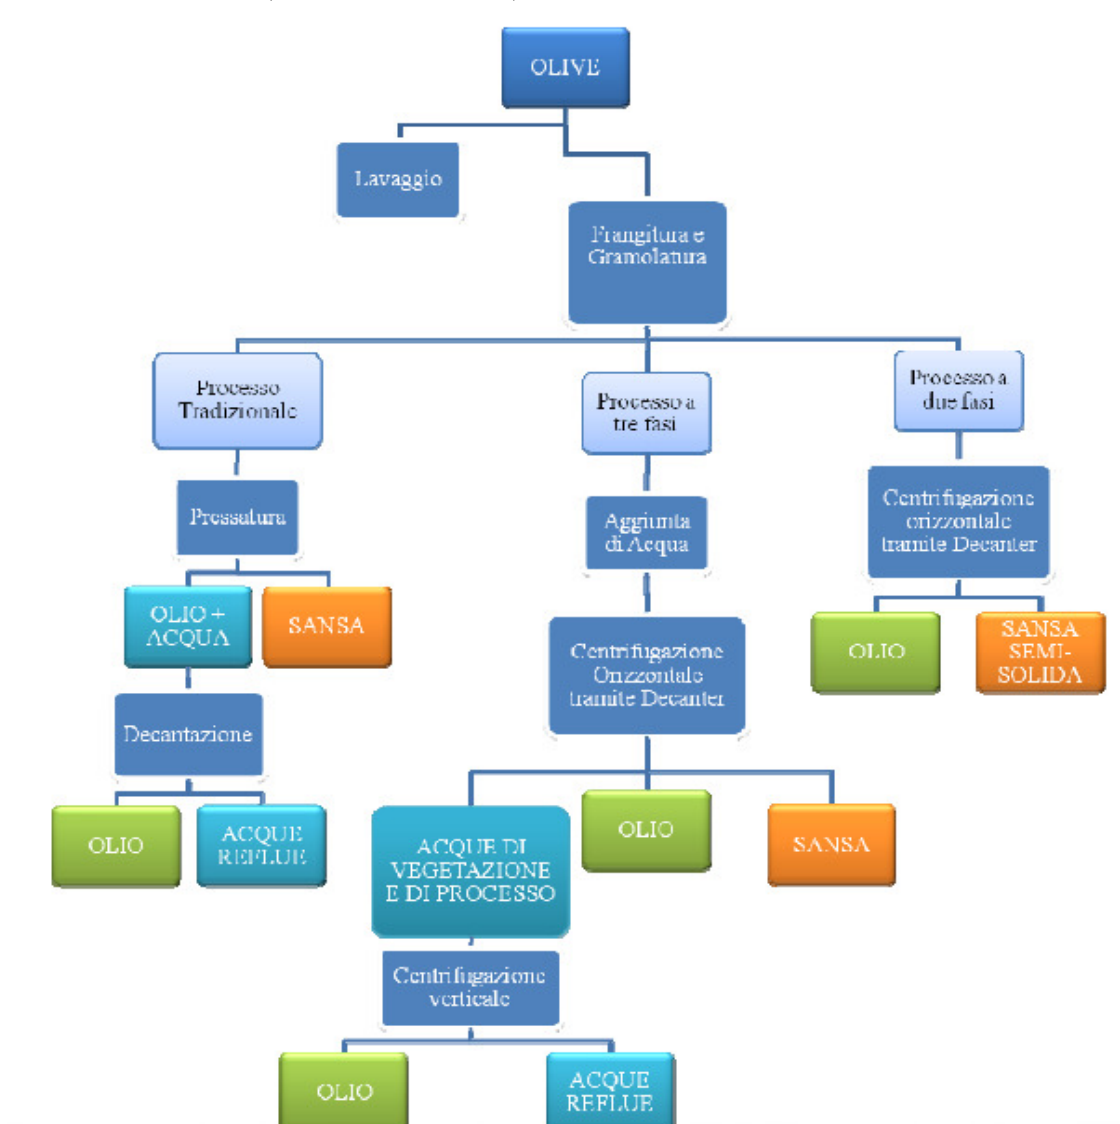 OLIVE
Lavaggio
Frangitura e
Gramolatura
Processo
Tradizionale
Processo a
tre fasi
Processo a
due fasi
Pressatura
Aggiunta
di Acqua
Centrifugazione
orizzontale
tramite Decanter
OLIO +
ACQUA
SANSA
Centrifugazione
Orizzontale
tramite Decanter
OLIO
SANSA
SEMI-
SOLIDA
Decantazione
OLIO
ACQUE
REFLUE
ACQUE DI
VEGETAZIONE
E DI PROCESSO
OLIO
SANSA
Centrifugazione
verticale
OLIO
ACQUE
REFLUE